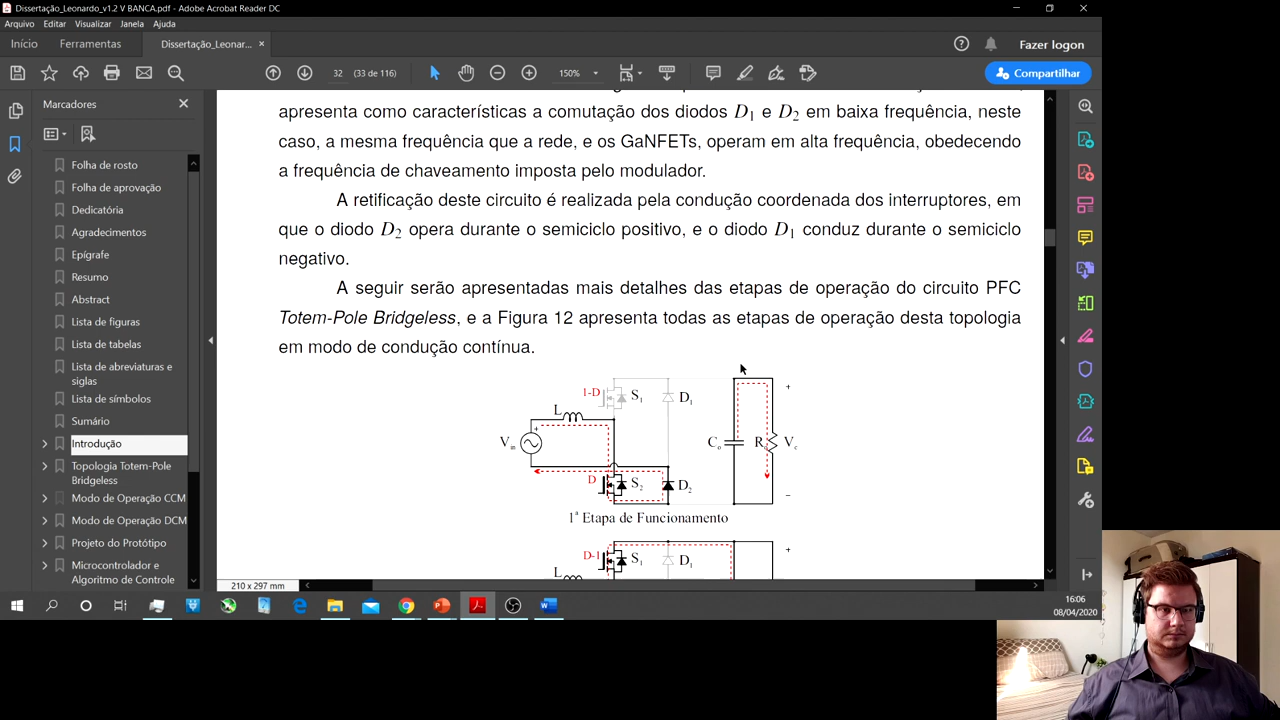 Dissertação_Leonardo_v1.2 V BANCA.pdf - Adobe Acrobat Reader DC
Arquivo Editar Visualizar Janela Ajuda
Início Ferramentas Dissertação_Leonar... × Fazer logon
32 (33 de 116) 150% Compartilhar
Marcadores
Folha de rosto
Folha de aprovação
Dedicatória
Agradecimentos
Epígrafe
Resumo
Abstract
Lista de figuras
Lista de tabelas
Lista de abreviaturas e
siglas
Lista de símbolos
Sumário
Introdução
Topologia Totem-Pole
Bridgeless
Modo de Operação CCM
Modo de Operação DCM
Projeto do Protótipo
Microcontrolador e
Algoritmo de Controle
apresenta como características a comutação dos diodos D1 e D2 em baixa frequência, neste
caso, a mesma frequência que a rede, e os GaNFETs, operam em alta frequência, obedecendo
a frequência de chaveamento imposta pelo modulador.
A retificação deste circuito é realizada pela condução coordenada dos interruptores, em
que o diodo D2 opera durante o semiciclo positivo, e o diodo D1 conduz durante o semiciclo
negativo.
A seguir serão apresentadas mais detalhes das etapas de operação do circuito PFC
Totem-Pole Bridgeless, e a Figura 12 apresenta todas as etapas de operação desta topologia
em modo de condução contínua.
1-D S1 D1 +
L
Vin + Co R Vc
D S2 D2
−
1ª Etapa de Funcionamento
D-1 S1 D1 +
L
210 x 297 mm
16:06
08/04/2020